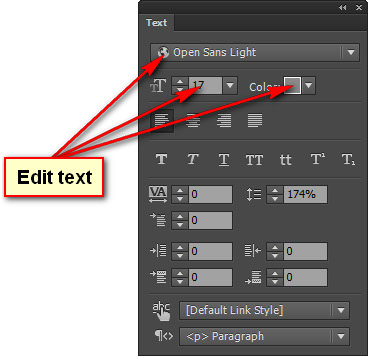 Text
Open Sans Light
17 Color:
T T T TT tt T¹ T₁
VA 0 174%
0
0 0
0 0
abc [Default Link Style]
¶<> <p> Paragraph
Edit text